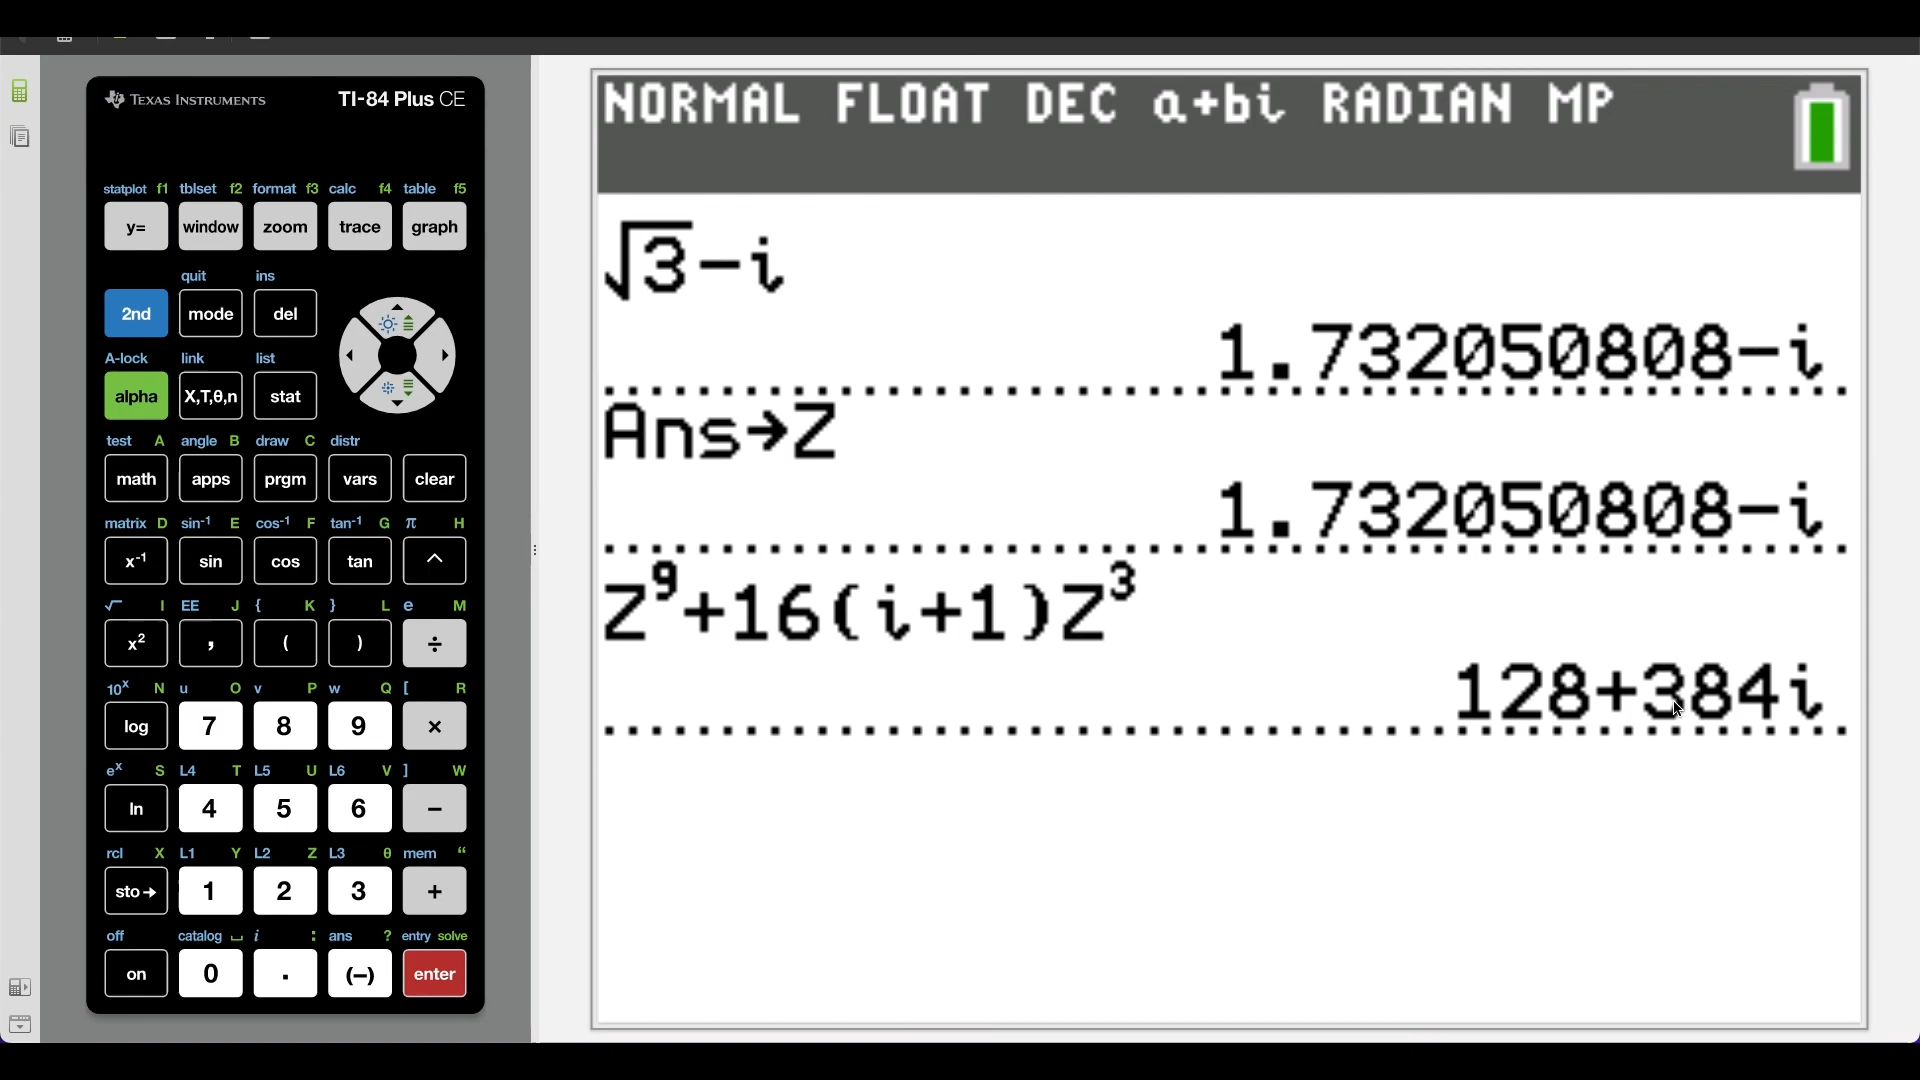 TEXAS INSTRUMENTS TI-84 Plus CE
statplot f1 tblset f2 format f3 calc f4 table f5
y= window zoom trace graph
quit ins
2nd mode del
A-lock link list
alpha X,T,θ,n stat
test A angle B draw C distr
math apps prgm vars clear
matrix D sin⁻¹ E cos⁻¹ F tan⁻¹ G π H
x⁻¹ sin cos tan ^
√ I EE J { K } L e M
x² , ( ) ÷
10ˣ N u O v P w Q [ R
log 7 8 9 ×
eˣ S L4 T L5 U L6 V ] W
ln 4 5 6 −
rcl X L1 Y L2 Z L3 θ mem “
sto→ 1 2 3 +
off catalog ⎵ i : ans ? entry solve
on 0 . (−) enter
NORMAL FLOAT DEC a+bi RADIAN MP
√3-i
1.732050808-i
Ans→Z
1.732050808-i
Z⁹+16(i+1)Z³
128+384i